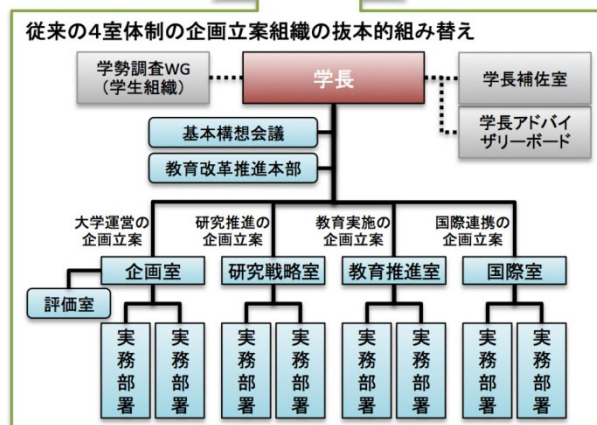 従来の4室体制の企画立案組織の抜本的組み替え
学勢調査WG
(学生組織)
学長
学長補佐室
学長アドバイ
ザリーボード
基本構想会議
教育改革推進本部
大学運営の
企画立案
研究推進の
企画立案
教育実施の
企画立案
国際連携の
企画立案
企画室
研究戦略室
教育推進室
国際室
評価室
実務部署
実務部署
実務部署
実務部署
実務部署
実務部署
実務部署
実務部署